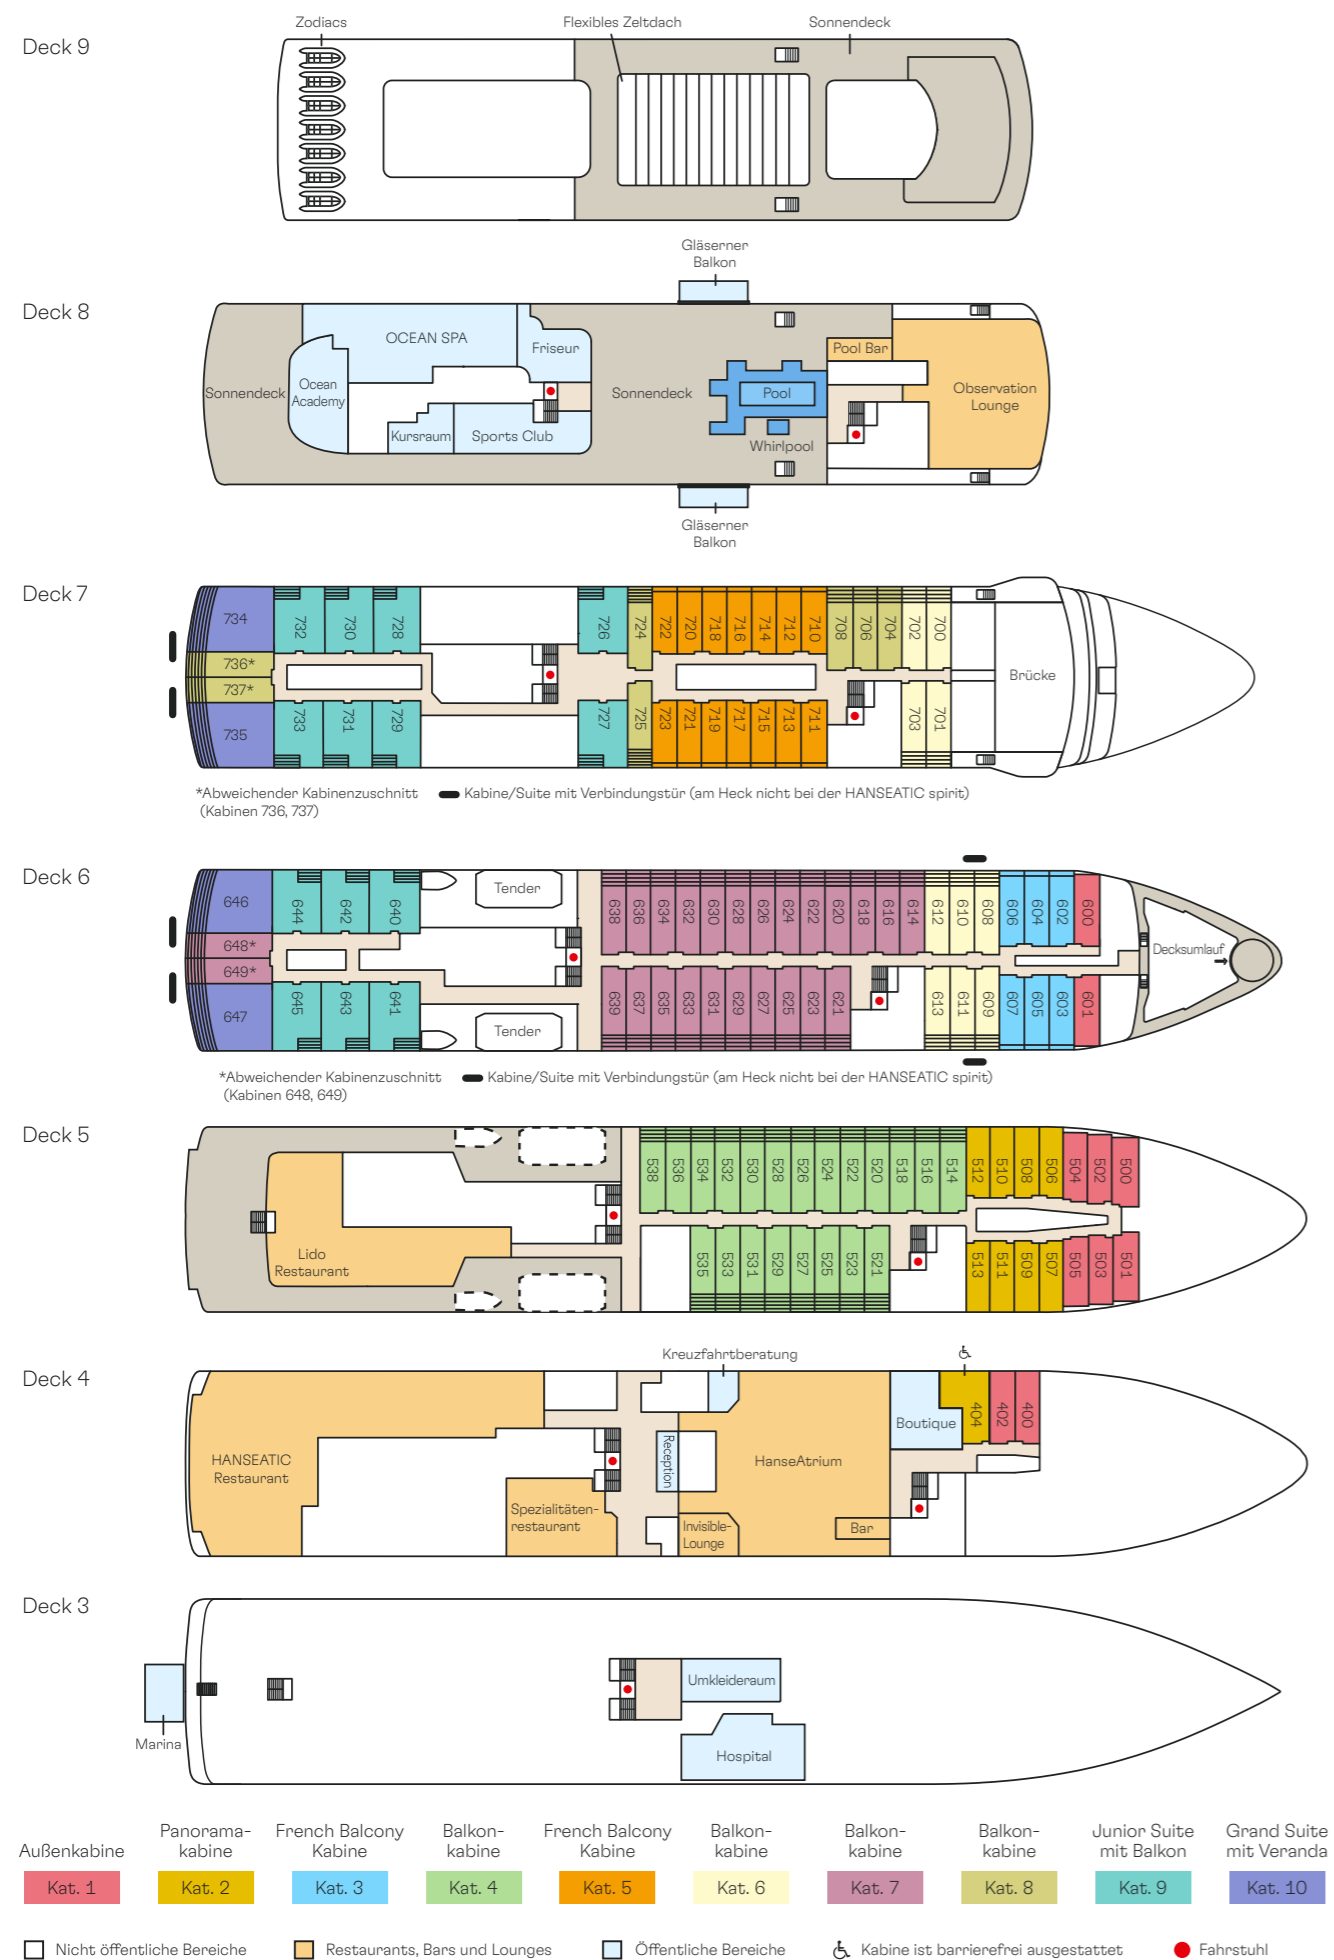 Zodiacs
Flexibles Zeltdach
Sonnendeck
Deck 9
Gläserner
Balkon
Deck 8
OCEAN SPA
Friseur
Pool Bar
Sonnendeck
Ocean
Academy
Sonnendeck
Pool
Observation
Lounge
Kursraum
Sports Club
Whirlpool
Gläserner
Balkon
Deck 7
734
732
730
728
726
724
722
720
718
716
714
712
710
708
706
704
702
700
736*
737*
Brücke
735
733
731
729
727
725
723
721
719
717
715
713
711
703
701
*Abweichender Kabinenzuschnitt
(Kabinen 736, 737)
Kabine/Suite mit Verbindungstür (am Heck nicht bei der HANSEATIC spirit)
Deck 6
646
644
642
640
Tender
638
636
634
632
630
628
626
624
622
620
618
616
614
612
610
608
606
604
602
600
648*
649*
Decksumlauf
647
645
643
641
Tender
639
637
635
633
631
629
627
625
623
621
613
611
609
607
605
603
601
*Abweichender Kabinenzuschnitt
(Kabinen 648, 649)
Kabine/Suite mit Verbindungstür (am Heck nicht bei der HANSEATIC spirit)
Deck 5
538
536
534
532
530
528
526
524
522
520
518
516
514
512
510
508
506
504
502
500
Lido
Restaurant
535
533
531
529
527
525
523
521
513
511
509
507
505
503
501
Kreuzfahrtberatung
Deck 4
HANSEATIC
Restaurant
Reception
HanseAtrium
Boutique
404
402
400
Spezialitäten-
restaurant
Invisible-
Lounge
Bar
Deck 3
Umkleideraum
Marina
Hospital
Außenkabine
Kat. 1
Panorama-
kabine
Kat. 2
French Balcony
Kabine
Kat. 3
Balkon-
kabine
Kat. 4
French Balcony
Kabine
Kat. 5
Balkon-
kabine
Kat. 6
Balkon-
kabine
Kat. 7
Balkon-
kabine
Kat. 8
Junior Suite
mit Balkon
Kat. 9
Grand Suite
mit Veranda
Kat. 10
Nicht öffentliche Bereiche
Restaurants, Bars und Lounges
Öffentliche Bereiche
Kabine ist barrierefrei ausgestattet
Fahrstuhl